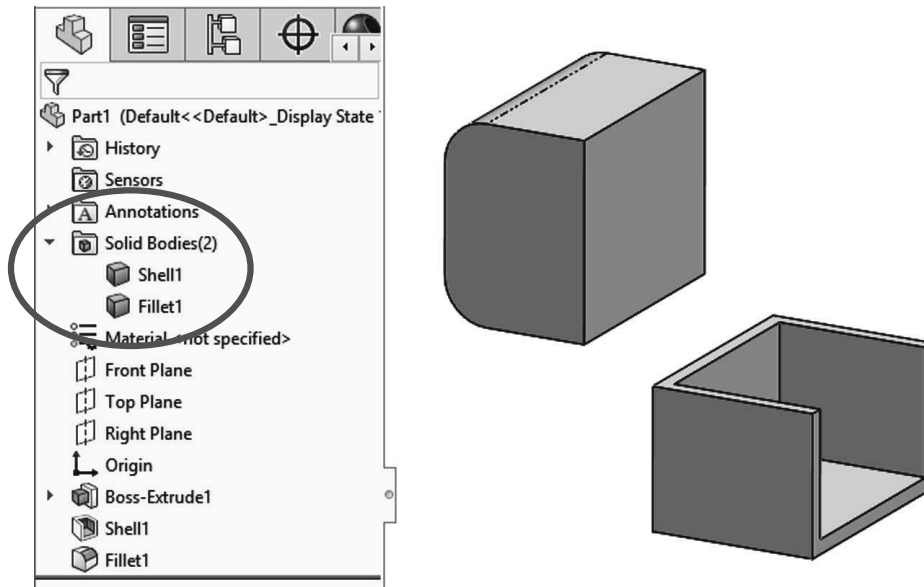 Part1 (Default<<Default>_Display State
History
Sensors
A Annotations
Solid Bodies(2)
Shell1
Fillet1
Material <not specified>
Front Plane
Top Plane
Right Plane
Origin
Boss-Extrude1
Shell1
Fillet1